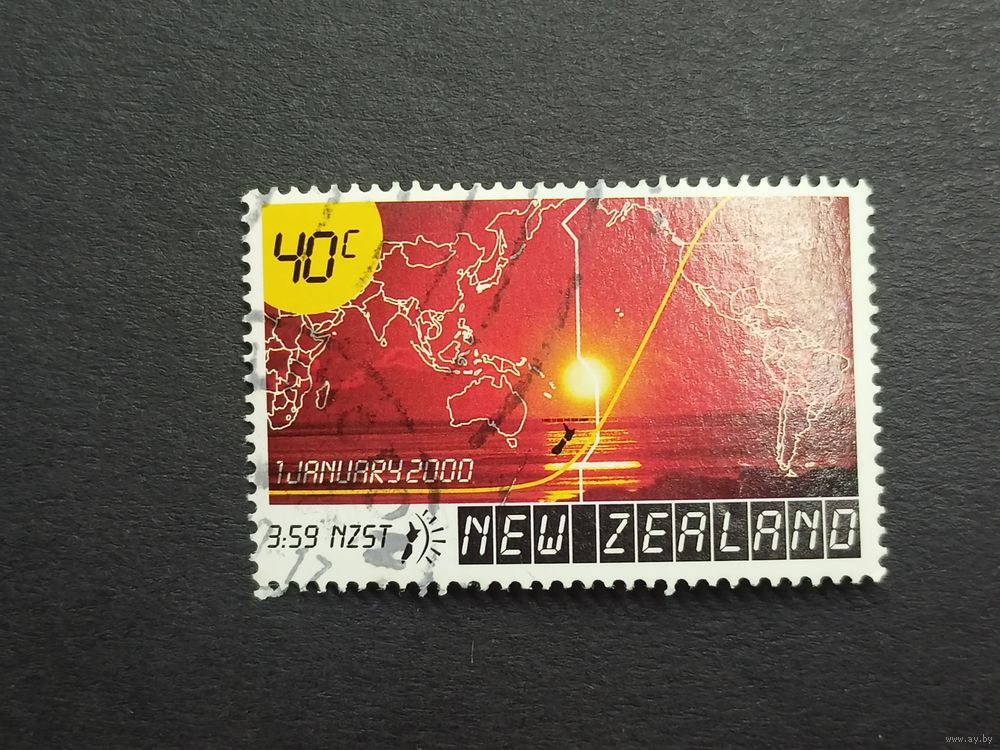 40c
1 JANUARY 2000
3:59 NZST
NEW ZEALAND
www.ay.by